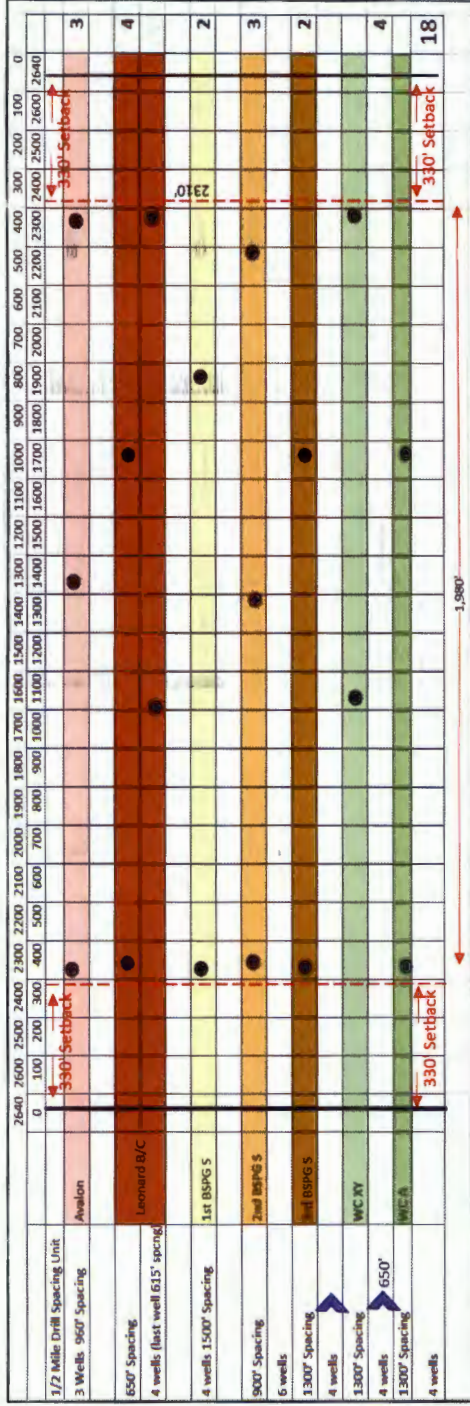 2640 2600 2500 2400 2300 2200 2100 2000 1900 1800 1700 1600 1500 1400 1300 1200 1100 1000 900 800 700 600 500 400 300 200 100 0
0 100 200 300 400 500 600 700 800 900 1000 1100 1200 1300 1400 1500 1600 1700 1800 1900 2000 2100 2200 2300 2400 2500 2600 2640
1/2 Mile Drill Spacing Unit
330' Setback 330' Setback
3 Wells 960' Spacing Avalon 3
650' Spacing
Leonard B/C 4
4 wells (last well 615' spcng)
2310'
4 wells 1500' Spacing 1st BSPG S 2
900' Spacing 2nd BSPG S 3
6 wells
1300' Spacing 3rd BSPG S 2
4 wells
1300' Spacing WC XY
4 wells 650' 4
1300' Spacing WC A
4 wells
330' Setback 330' Setback
18
1,980'